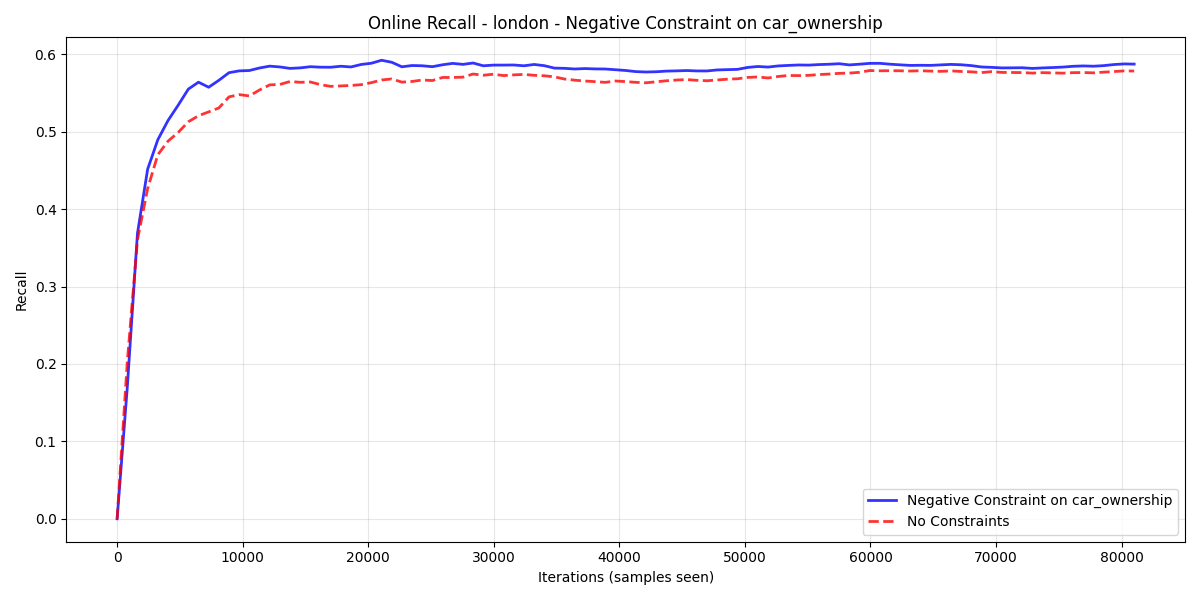 Online Recall - london - Negative Constraint on car_ownership
Recall
0.6
0.5
0.4
0.3
0.2
0.1
0.0
Negative Constraint on car_ownership
No Constraints
0 10000 20000 30000 40000 50000 60000 70000 80000
Iterations (samples seen)